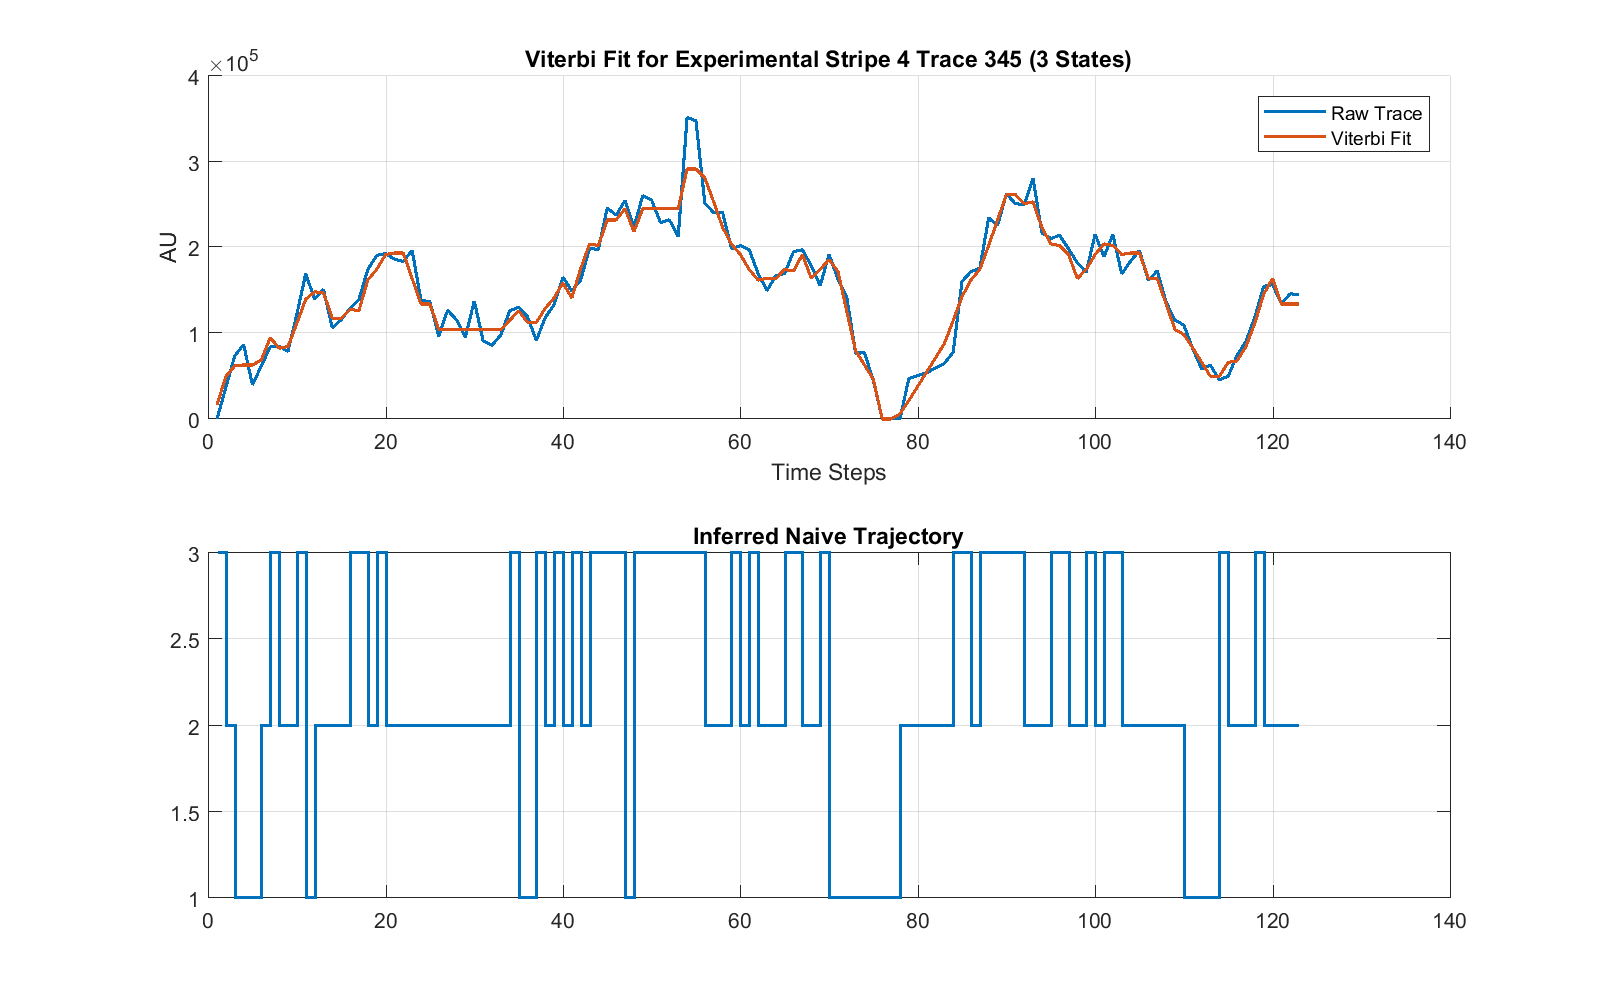 Viterbi Fit for Experimental Stripe 4 Trace 345 (3 States)
×10⁵
Raw Trace
Viterbi Fit
4
3
2
1
0
AU
0 20 40 60 80 100 120 140
Time Steps
Inferred Naive Trajectory
3
2.5
2
1.5
1
0 20 40 60 80 100 120 140